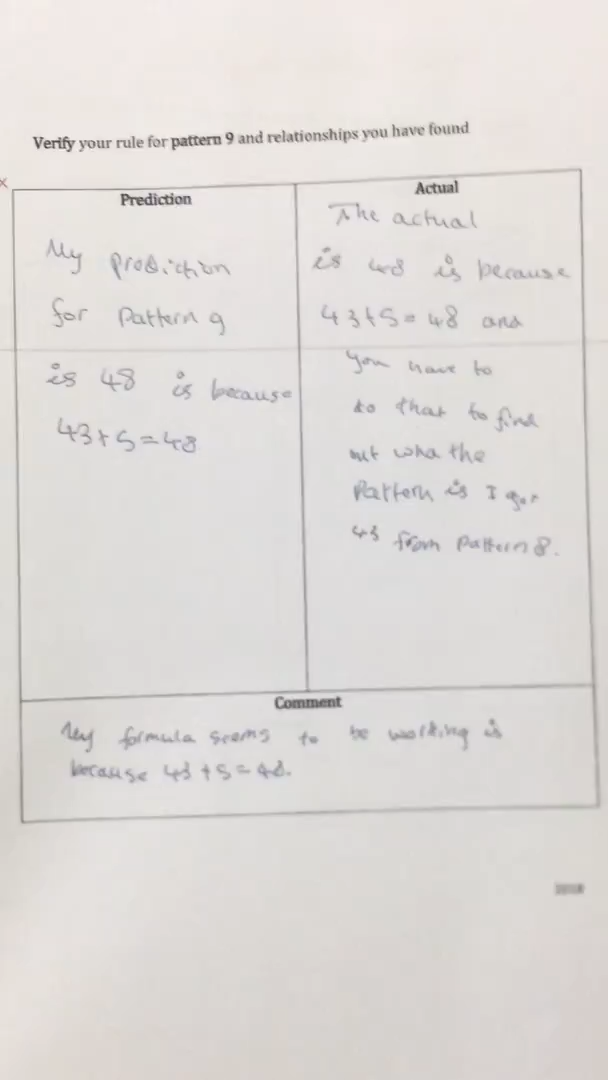 Verify your rule for pattern 9 and relationships you have found
Prediction
My prodiction
for Pattern 9
is 48 is because
43+5=48
Actual
The actual
is 48 is because
43+5=48 and
you have to
do that to find
out wha the
Pattern is I got
43 from Pattern 8.
Comment
My formula seems to be working is
because 43+5=48.
2018